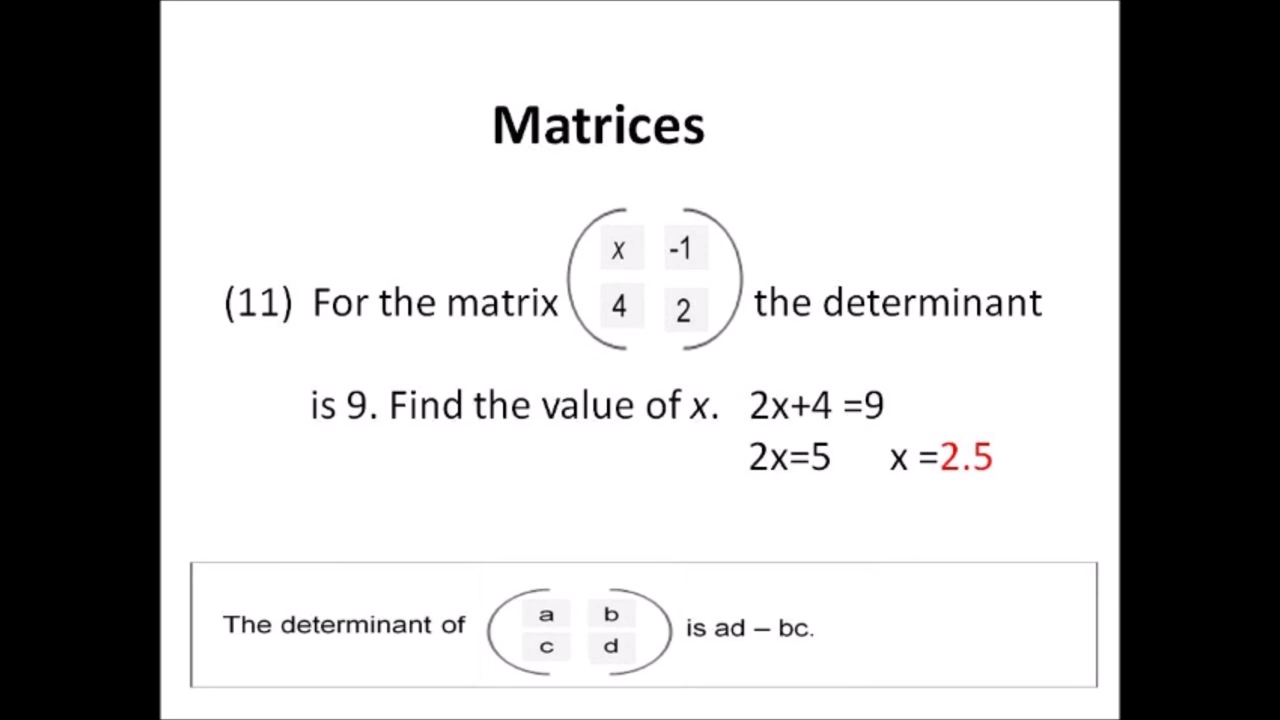 Matrices
x -1
(11) For the matrix 4 2 the determinant
is 9. Find the value of x. 2x+4 =9
2x=5 x =2.5
a b
The determinant of c d is ad – bc.